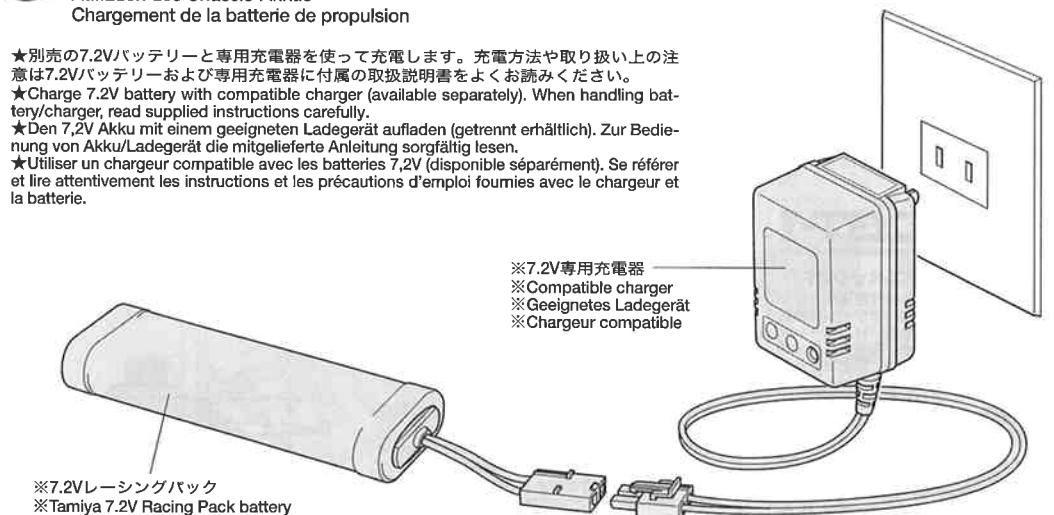 Chargement de la batterie de propulsion
★別売の7.2Vバッテリーと専用充電器を使って充電します。充電方法や取り扱い上の注
意は7.2Vバッテリーおよび専用充電器に付属の取扱説明書をよくお読みください。
★Charge 7.2V battery with compatible charger (available separately). When handling bat-
tery/charger, read supplied instructions carefully.
★Den 7,2V Akku mit einem geeigneten Ladegerät aufladen (getrennt erhältlich). Zur Bedie-
nung von Akku/Ladegerät die mitgelieferte Anleitung sorgfältig lesen.
★Utiliser un chargeur compatible avec les batteries 7,2V (disponible séparément). Se référer
et lire attentivement les instructions et les précautions d'emploi fournies avec le chargeur et
la batterie.
※7.2V専用充電器
※Compatible charger
※Geeignetes Ladegerät
※Chargeur compatible
※7.2Vレーシングパック
※Tamiya 7.2V Racing Pack battery